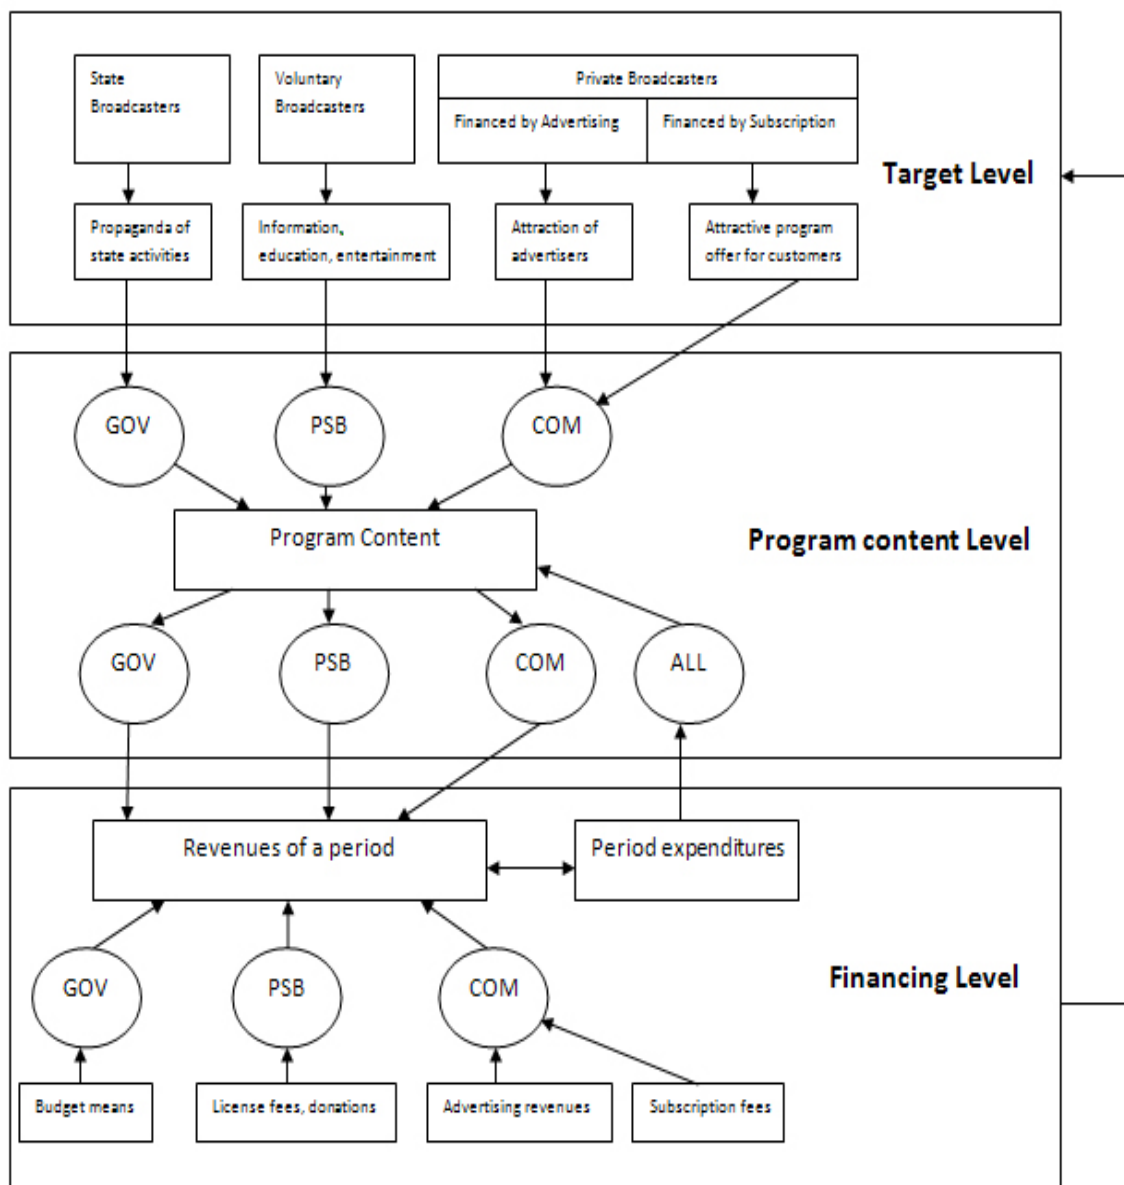 State
Broadcasters
Voluntary
Broadcasters
Private Broadcasters
Financed by Advertising
Financed by Subscription
Target Level
Propaganda of
state activities
Information,
education, entertainment
Attraction of
advertisers
Attractive program
offer for customers
GOV
PSB
COM
Program Content
Program content Level
GOV
PSB
COM
ALL
Revenues of a period
Period expenditures
GOV
PSB
COM
Financing Level
Budget means
License fees, donations
Advertising revenues
Subscription fees